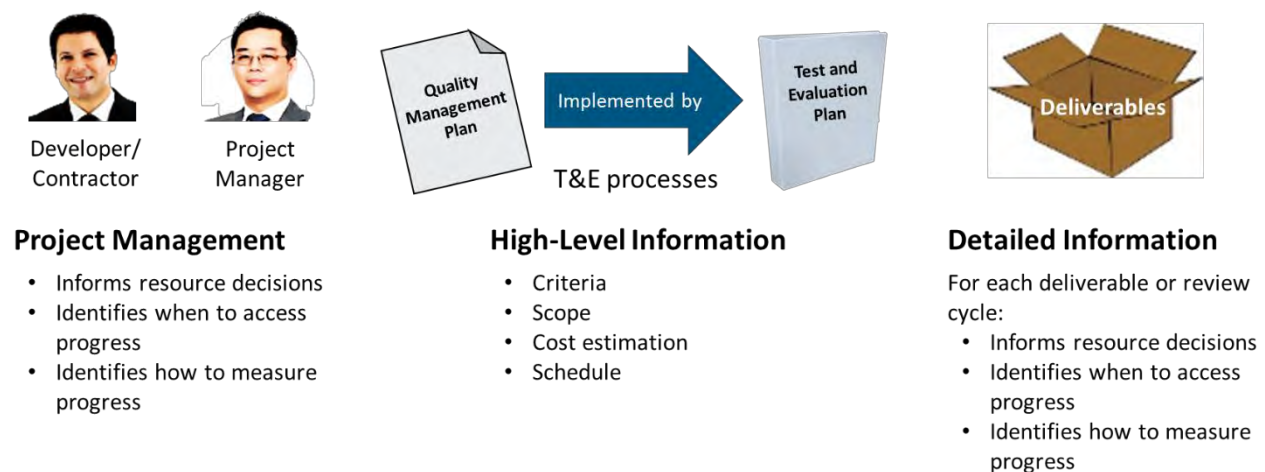 Developer/
Contractor
Project
Manager
Quality
Management
Plan
Implemented by
T&E processes
Test and
Evaluation
Plan
Deliverables
Project Management
• Informs resource decisions
• Identifies when to access
progress
• Identifies how to measure
progress
High-Level Information
• Criteria
• Scope
• Cost estimation
• Schedule
Detailed Information
For each deliverable or review
cycle:
• Informs resource decisions
• Identifies when to access
progress
• Identifies how to measure
progress